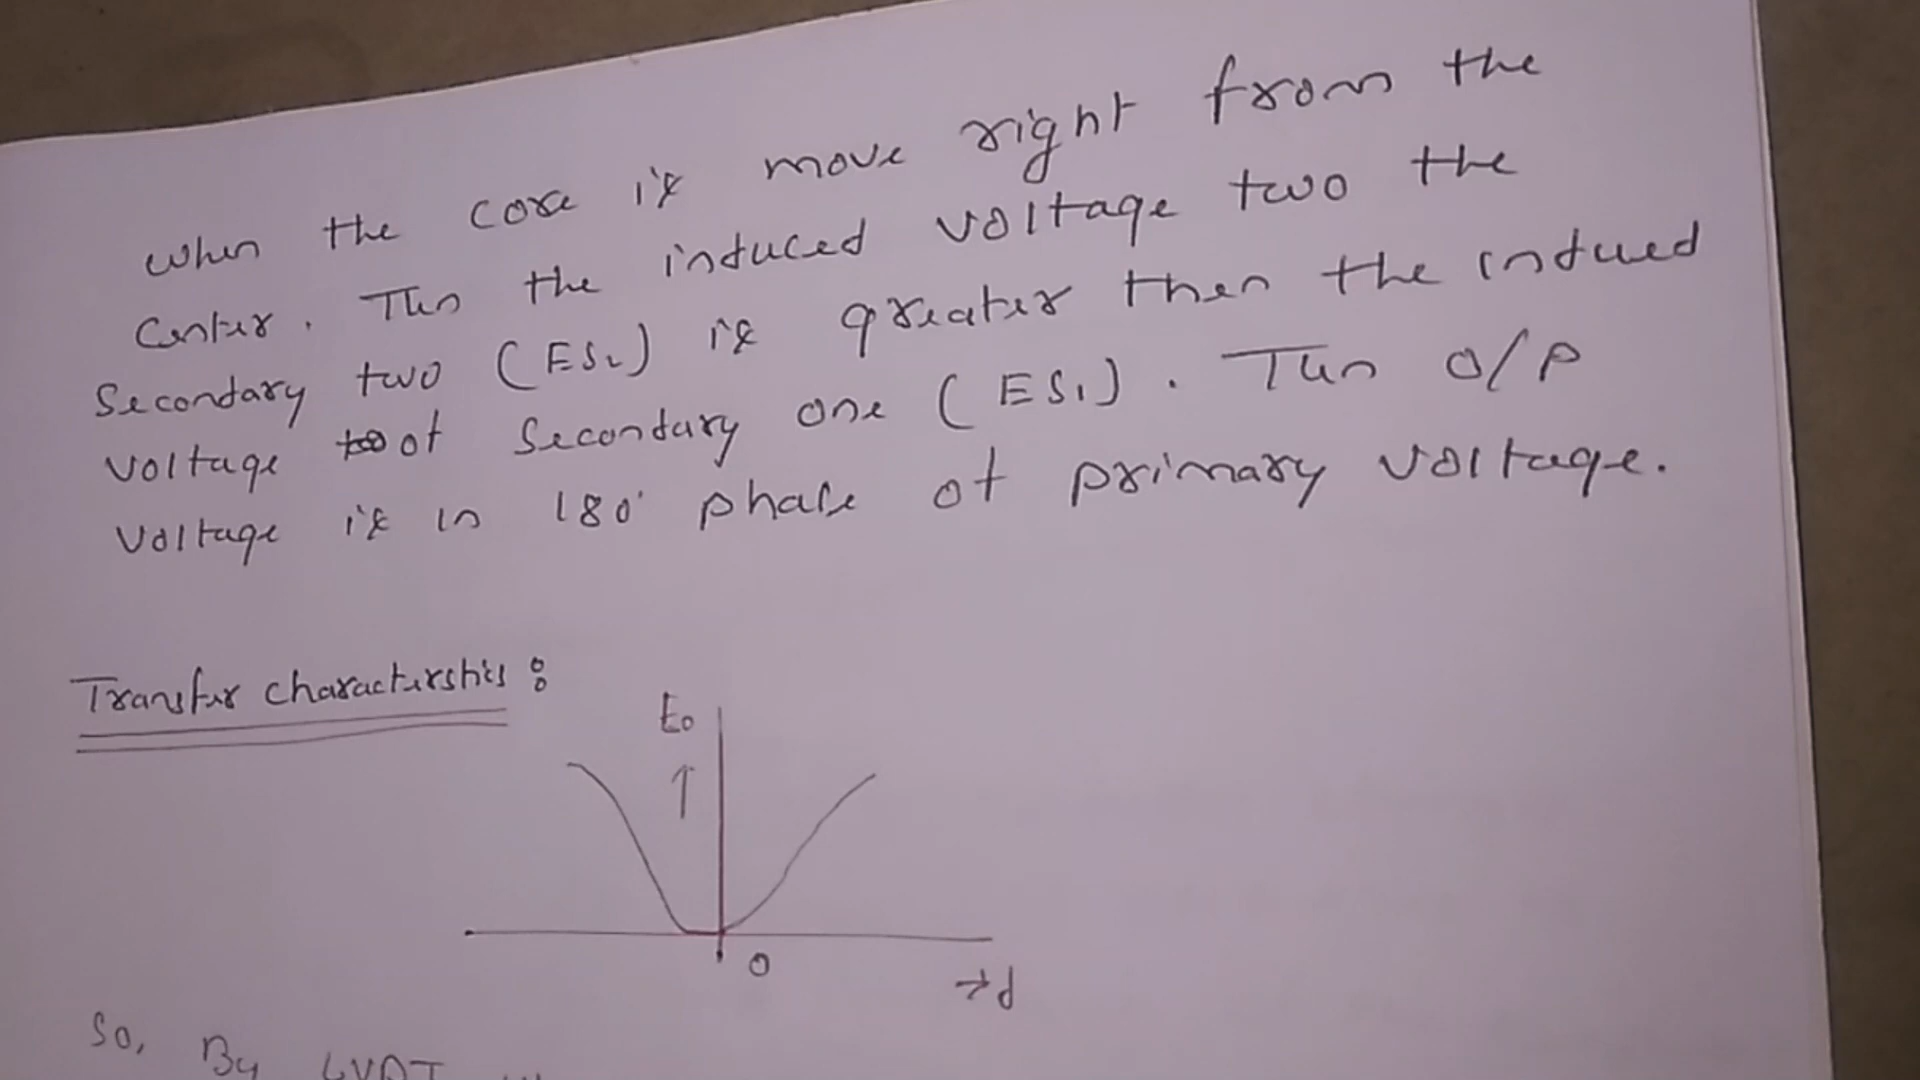 when the core is move right from the
Center. Then the induced voltage two the
Secondary two (ES2) is greater then the induced
voltage of Secondary one (ES1). Then O/P
voltage is in 180° phase of primary voltage.
Transfer characterstics :
Eo
↑
0
→d
So, By LVDT